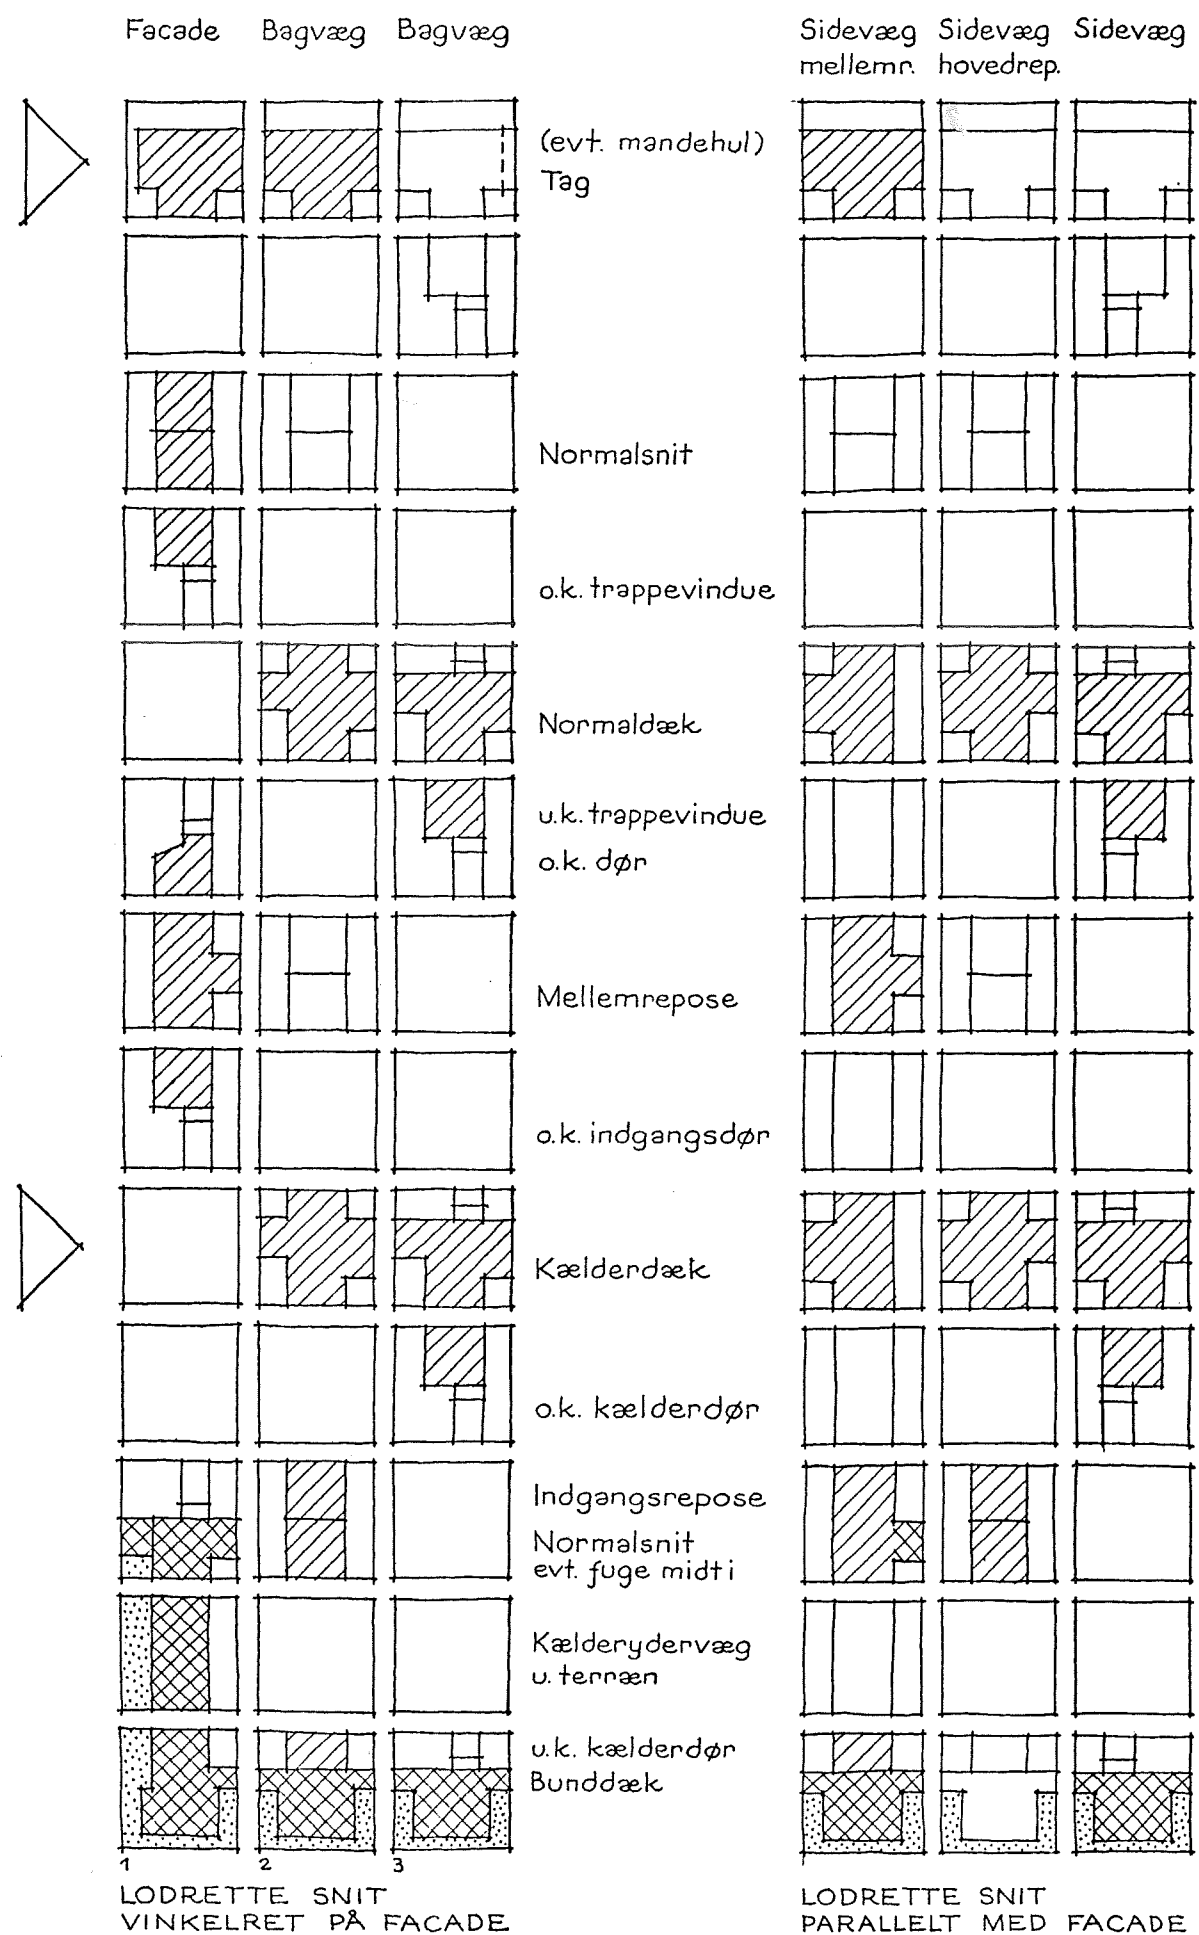 Facade
Bagvæg
Bagvæg
Sidevæg
mellemr.
Sidevæg
hovedrep.
Sidevæg
(evt. mandehul)
Tag
Normalsnit
o.k. trappevindue
Normaldæk
u.k. trappevindue
o.k. dør
Mellemrepose
o.k. indgangsdør
Kælderdæk
o.k. kælderdør
Indgangsrepose
Normalsnit
evt. fuge midt i
Kælderydervæg
u. terræn
u.k. kælderdør
Bunddæk
1
2
3
LODRETTE SNIT
VINKELRET PÅ FACADE
LODRETTE SNIT
PARALLELT MED FACADE